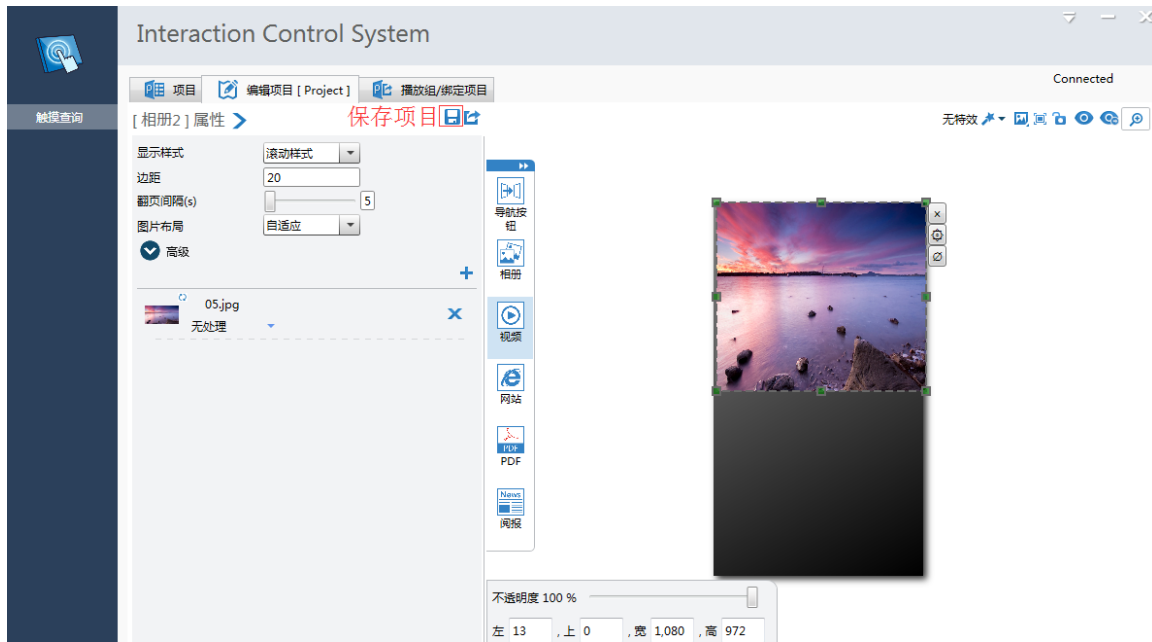 Interaction Control System
Connected
项目
编辑项目 [ Project ]
播放组/绑定项目
触摸查询
[ 相册2 ] 属性
保存项目
无特效
显示样式
滚动样式
边距
20
翻页间隔(s)
5
图片布局
自适应
高级
05.jpg
无处理
导航按
钮
相册
视频
网站
PDF
PDF
News
阅报
不透明度 100 %
左 13 , 上 0 , 宽 1,080 , 高 972